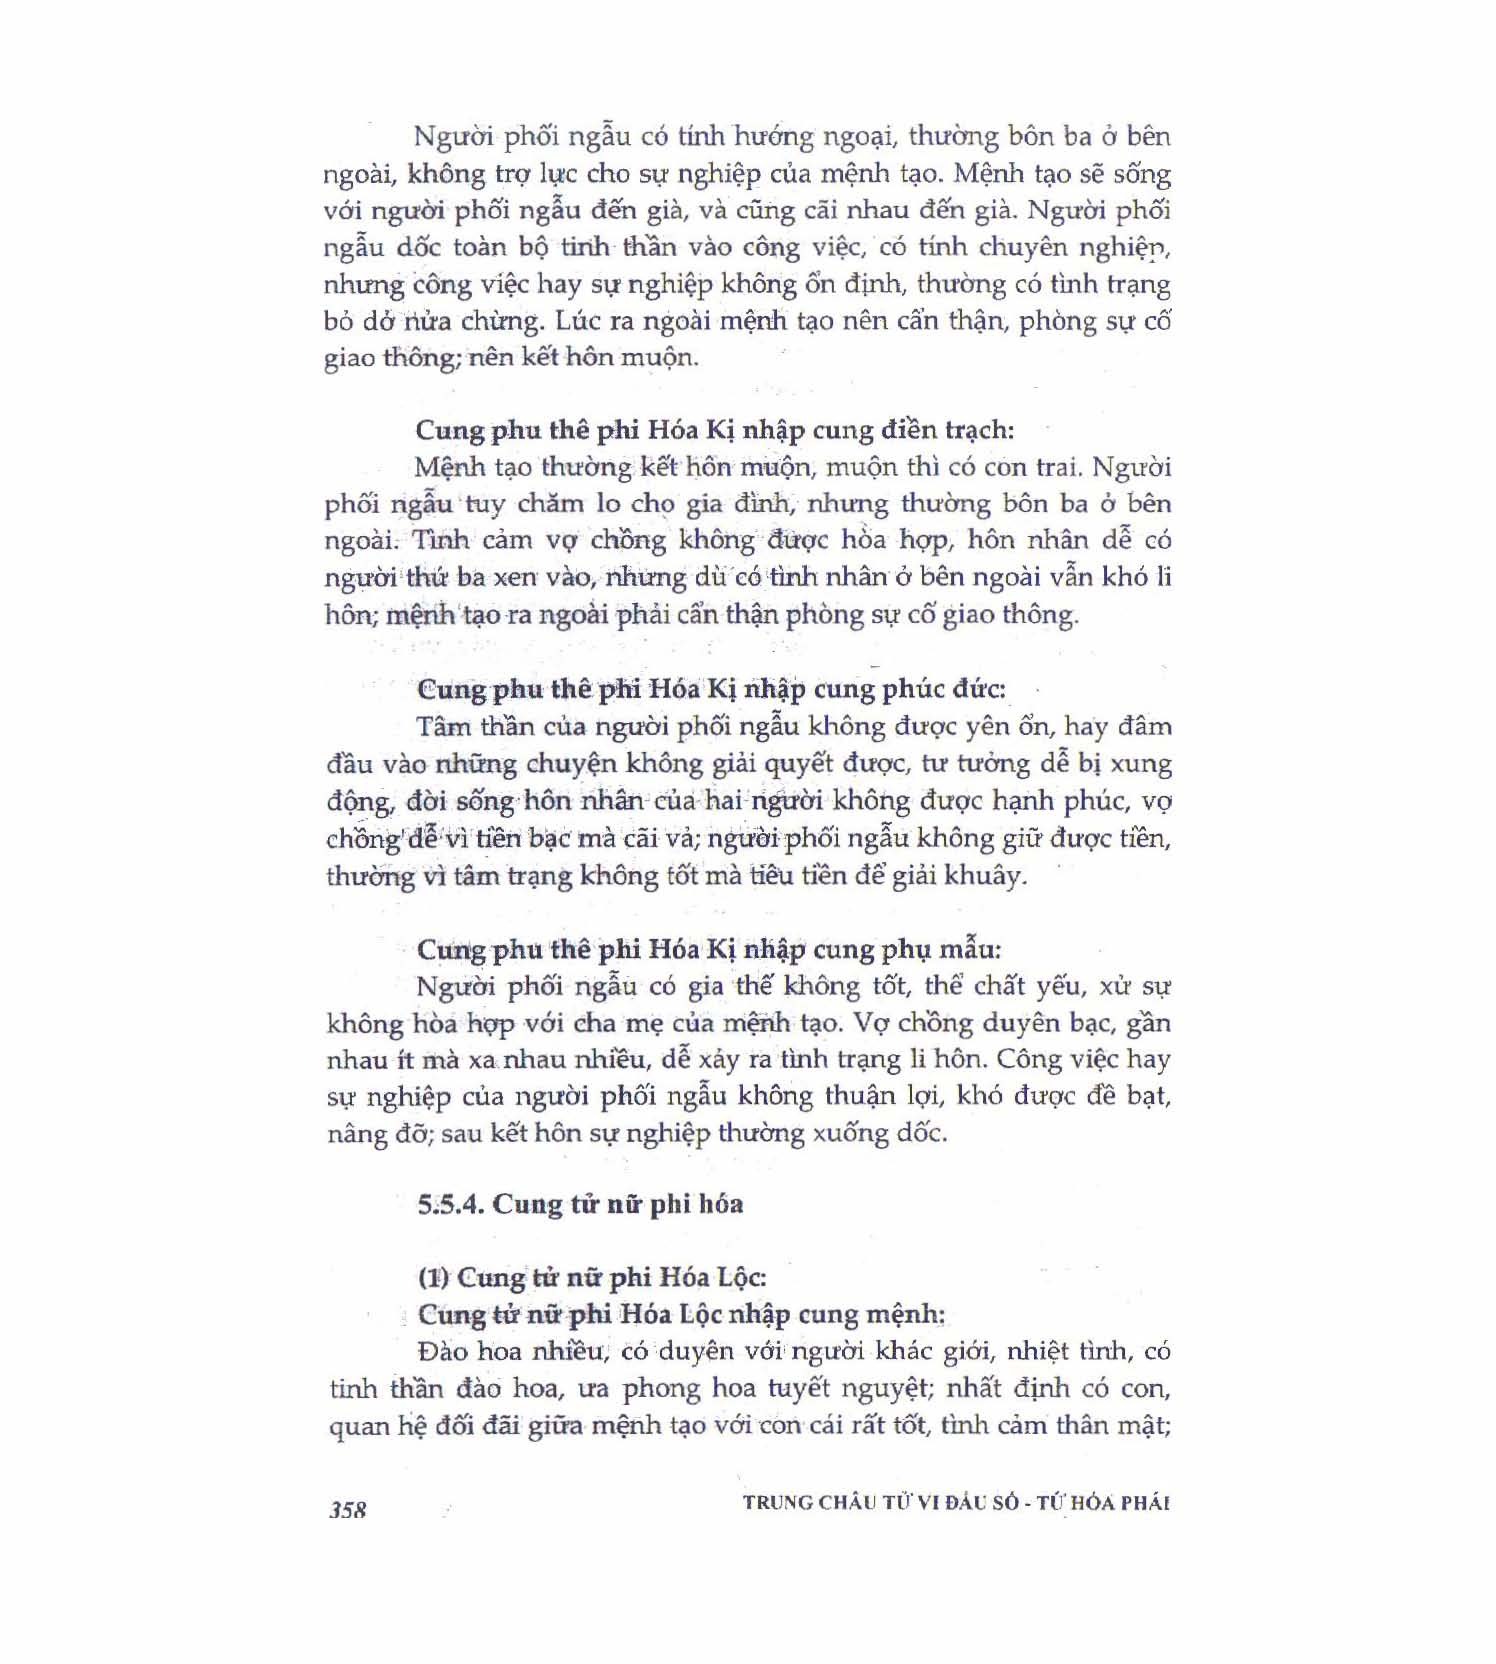 Người phối ngẫu có tính hướng ngoại, thường bôn ba ở bên
ngoài, không trợ lực cho sự nghiệp của mệnh tạo. Mệnh tạo sẽ sống
với người phối ngẫu đến già, và cũng cãi nhau đến già. Người phối
ngẫu dốc toàn bộ tinh thần vào công việc, có tính chuyên nghiệp,
nhưng công việc hay sự nghiệp không ổn định, thường có tình trạng
bỏ dở nửa chừng. Lúc ra ngoài mệnh tạo nên cẩn thận, phòng sự cố
giao thông; nên kết hôn muộn.
Cung phu thê phi Hóa Kị nhập cung điền trạch:
Mệnh tạo thường kết hôn muộn, muộn thì có con trai. Người
phối ngẫu tuy chăm lo cho gia đình, nhưng thường bôn ba ở bên
ngoài. Tình cảm vợ chồng không được hòa hợp, hôn nhân dễ có
người thứ ba xen vào, nhưng dù có tình nhân ở bên ngoài vẫn khó li
hôn; mệnh tạo ra ngoài phải cẩn thận phòng sự cố giao thông.
Cung phu thê phi Hóa Kị nhập cung phúc đức:
Tâm thần của người phối ngẫu không được yên ổn, hay đâm
đầu vào những chuyện không giải quyết được, tư tưởng dễ bị xung
động, đời sống hôn nhân của hai người không được hạnh phúc, vợ
chồng dễ vì tiền bạc mà cãi vả; người phối ngẫu không giữ được tiền,
thường vì tâm trạng không tốt mà tiêu tiền để giải khuây.
Cung phu thê phi Hóa Kị nhập cung phụ mẫu:
Người phối ngẫu có gia thế không tốt, thể chất yếu, xử sự
không hòa hợp với cha mẹ của mệnh tạo. Vợ chồng duyên bạc, gần
nhau ít mà xa nhau nhiều, dễ xảy ra tình trạng li hôn. Công việc hay
sự nghiệp của người phối ngẫu không thuận lợi, khó được đề bạt,
nâng đỡ; sau kết hôn sự nghiệp thường xuống dốc.
5.5.4. Cung tử nữ phi hóa
(1) Cung tử nữ phi Hóa Lộc:
Cung tử nữ phi Hóa Lộc nhập cung mệnh:
Đào hoa nhiều, có duyên với người khác giới, nhiệt tình, có
tinh thần đào hoa, ưa phong hoa tuyết nguyệt; nhất định có con,
quan hệ đối đãi giữa mệnh tạo với con cái rất tốt, tình cảm thân mật;
358
TRUNG CHÂU TỬ VI ĐẨU SỐ - TỨ HÓA PHÁI